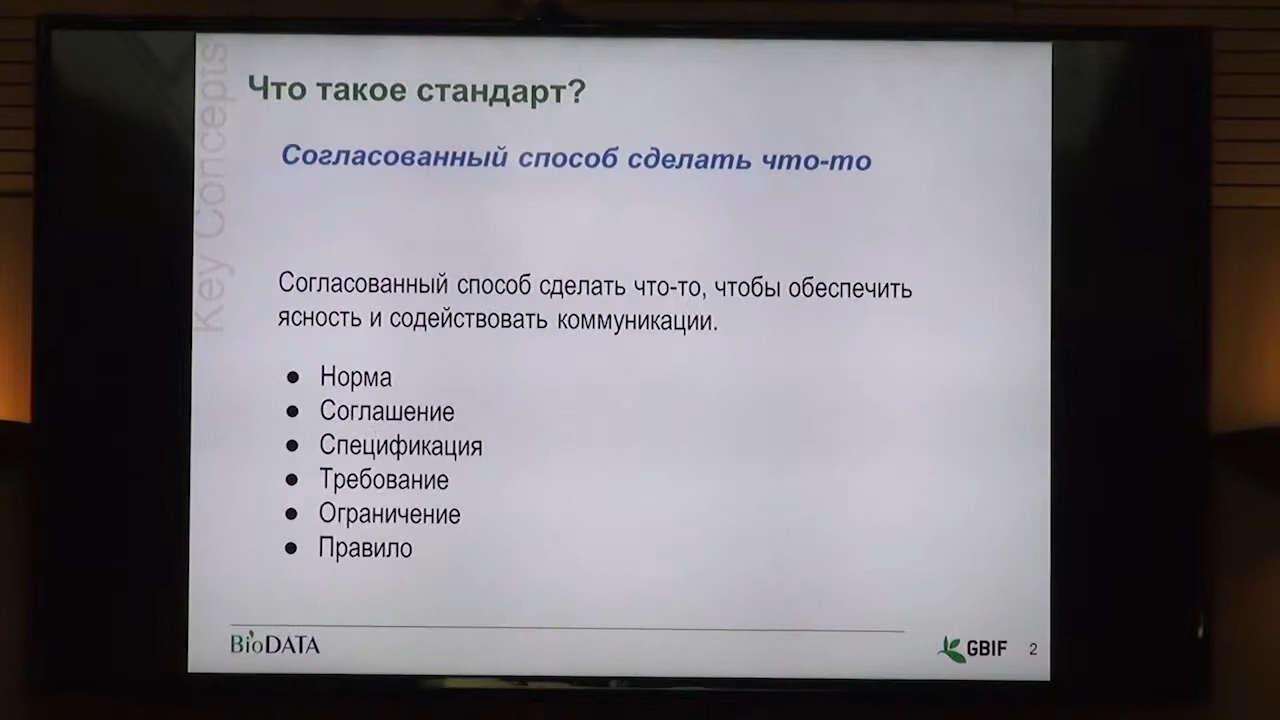 Key Concepts
Что такое стандарт?
Согласованный способ сделать что-то
Согласованный способ сделать что-то, чтобы обеспечить
ясность и содействовать коммуникации.
● Норма
● Соглашение
● Спецификация
● Требование
● Ограничение
● Правило
BioDATA
GBIF 2